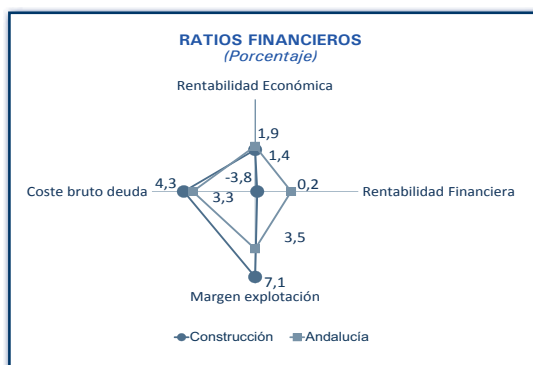 RATIOS FINANCIEROS
(Porcentaje)
Rentabilidad Económica
1,9
1,4
Coste bruto deuda
4,3
3,3
-3,8
0,2
Rentabilidad Financiera
3,5
7,1
Margen explotación
Construcción
Andalucía